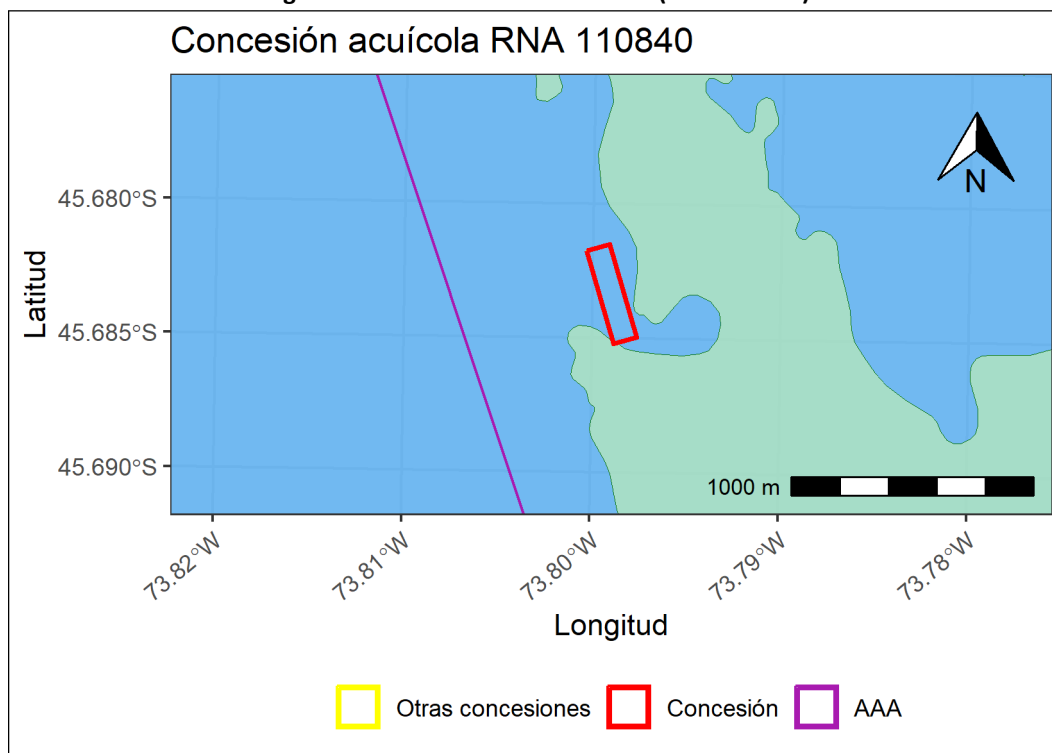 Concesión acuícola RNA 110840
N
45.680°S
45.685°S
45.690°S
Latitud
1000 m
73.82°W
73.81°W
73.80°W
73.79°W
73.78°W
Longitud
Otras concesiones
Concesión
AAA